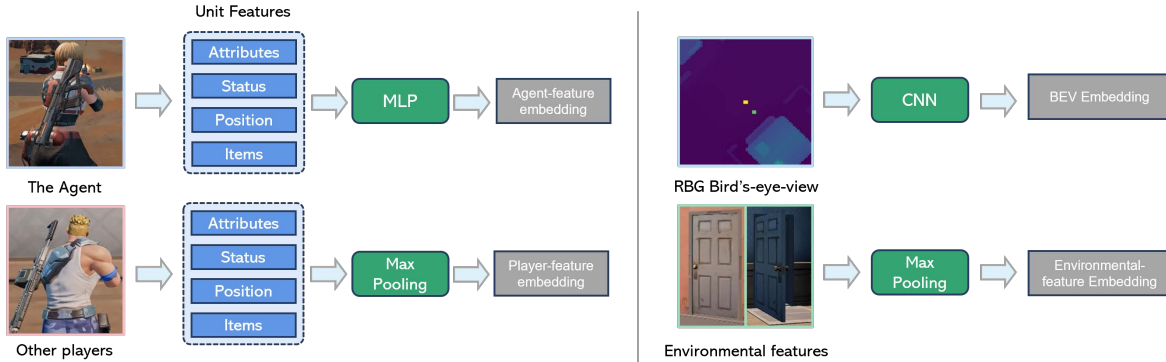 Unit Features
Attributes
Status
Position
Items
MLP
Agent-feature
embedding
The Agent
Attributes
Status
Position
Items
Max
Pooling
Player-feature
embedding
Other players
CNN
BEV Embedding
RBG Bird's-eye-view
Max
Pooling
Environmental-
feature Embedding
Environmental features